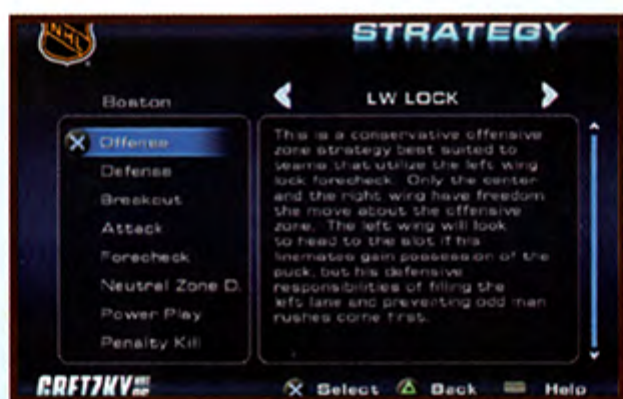 NHL
STRATEGY
Boston
LW LOCK
Offense
Defense
Breakout
Attack
Forecheck
Neutral Zone D.
Power Play
Penalty Kill
This is a conservative offensive
zone strategy best suited to
teams that utilize the left wing
lock forecheck. Only the center
and the right wing have freedom
the move about the offensive
zone. The left wing will look
to head to the slot if his
linemates gain possession of the
puck, but his defensive
responsibilities of filling the
left lane and preventing odd man
rushes come first.
GRETZKY NHL
Select Back Help